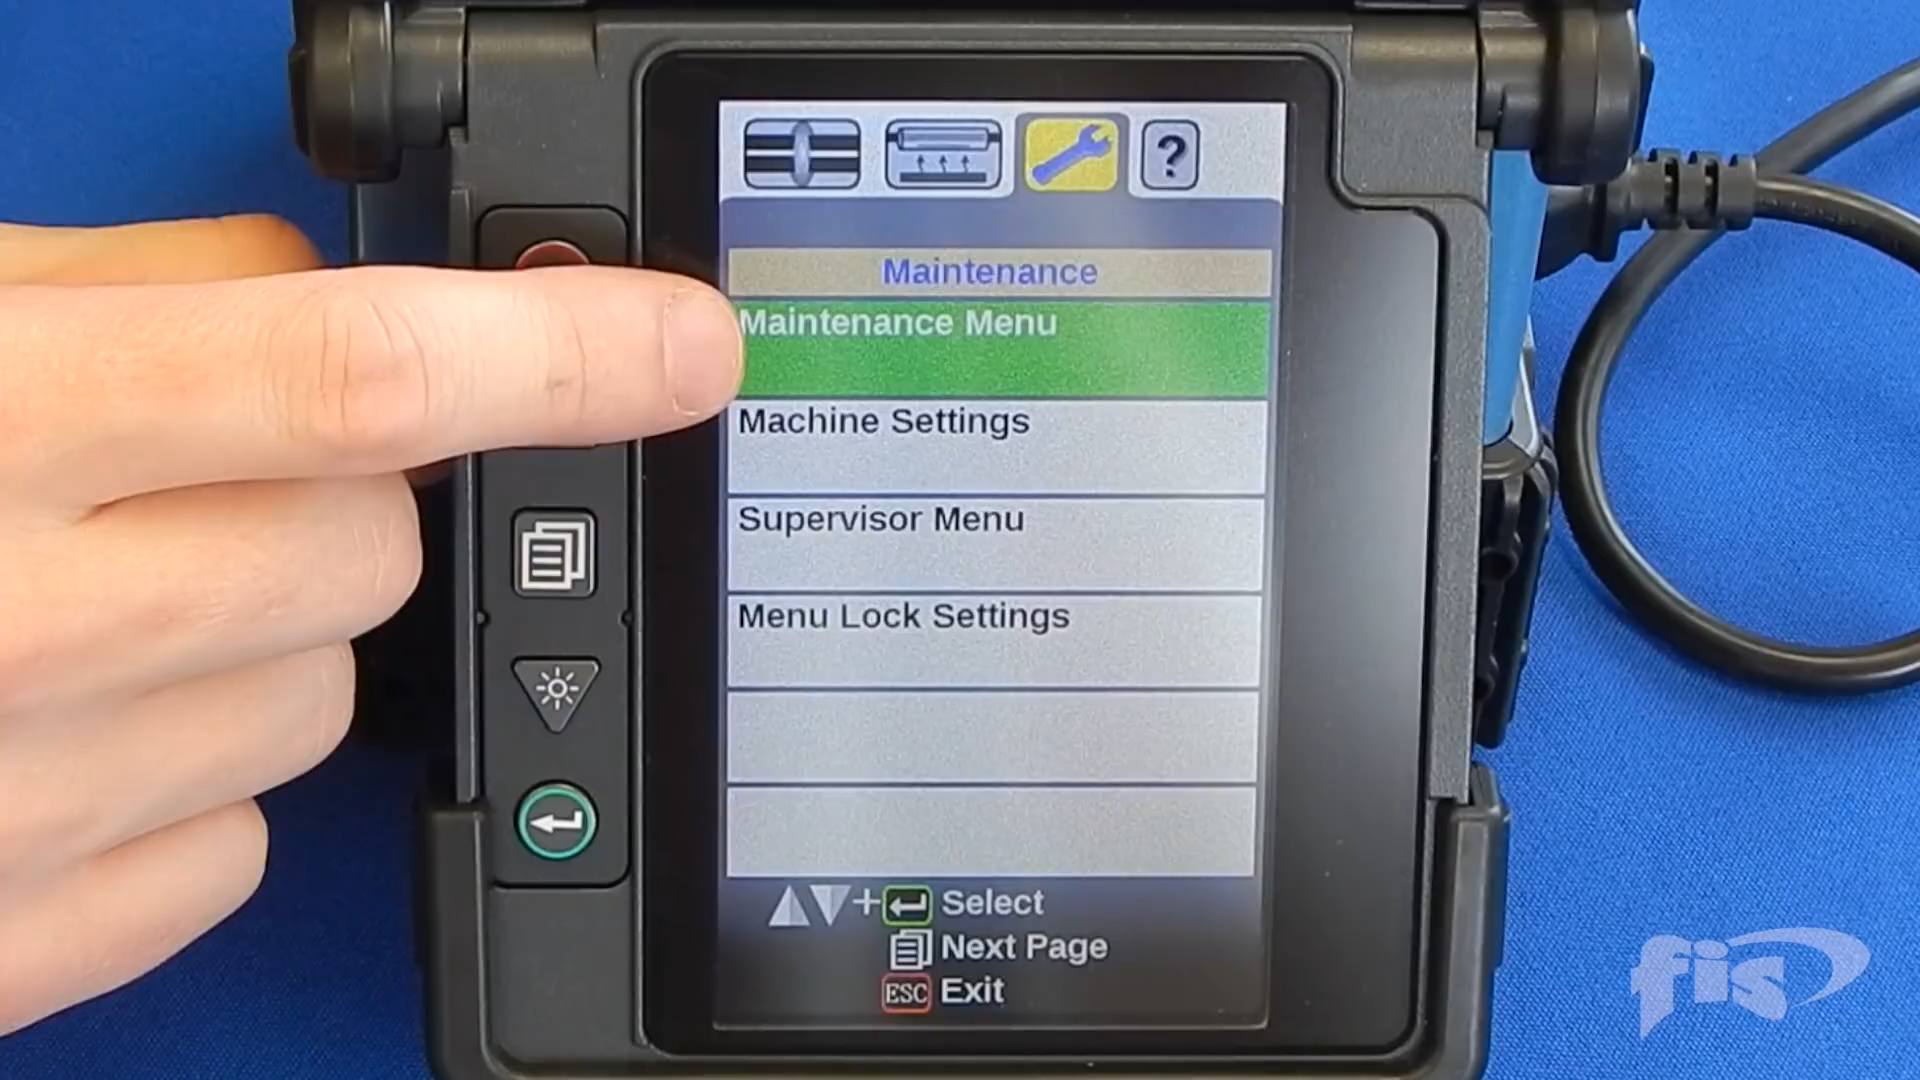 ?
Maintenance
Maintenance Menu
Machine Settings
Supervisor Menu
Menu Lock Settings
+ Select
Next Page
ESC Exit
fis